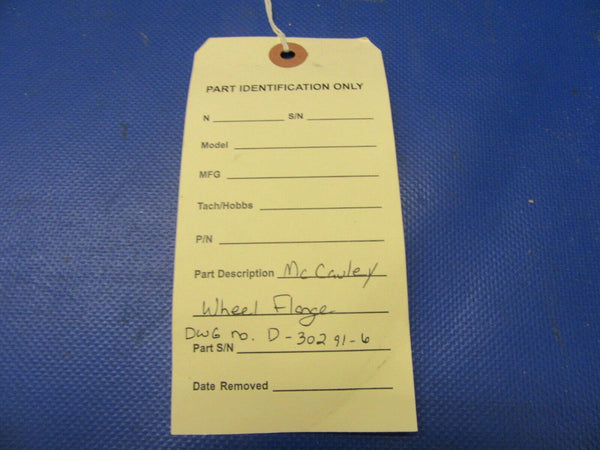 PART IDENTIFICATION ONLY
N S/N
Model
MFG
Tach/Hobbs
P/N
Part Description McCauley
Wheel Flange
DWG no. D-30291-6
Part S/N
Date Removed